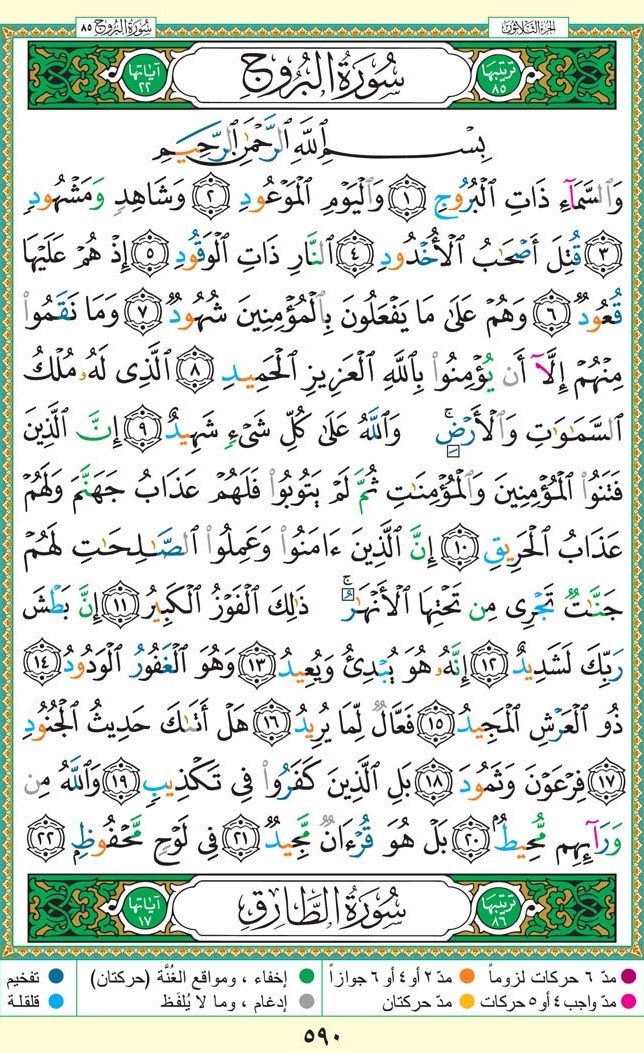 سُورَةُ البُرُوجِ ٨٥
الجزء الثلاثون
ترتيبها ٨٥ سُورَةُ البُرُوجِ آياتها ٢٢
بِسْمِ ٱللَّهِ ٱلرَّحْمَٰنِ ٱلرَّحِيمِ
وَٱلسَّمَآءِ ذَاتِ ٱلْبُرُوجِ ١ وَٱلْيَوْمِ ٱلْمَوْعُودِ ٢ وَشَاهِدٍ وَمَشْهُودٍ
٣ قُتِلَ أَصْحَٰبُ ٱلْأُخْدُودِ ٤ ٱلنَّارِ ذَاتِ ٱلْوَقُودِ ٥ إِذْ هُمْ عَلَيْهَا
قُعُودٌ ٦ وَهُمْ عَلَىٰ مَا يَفْعَلُونَ بِٱلْمُؤْمِنِينَ شُهُودٌ ٧ وَمَا نَقَمُوا۟
مِنْهُمْ إِلَّآ أَن يُؤْمِنُوا۟ بِٱللَّهِ ٱلْعَزِيزِ ٱلْحَمِيدِ ٨ ٱلَّذِى لَهُۥ مُلْكُ
ٱلسَّمَٰوَٰتِ وَٱلْأَرْضِ ۚ وَٱللَّهُ عَلَىٰ كُلِّ شَىْءٍ شَهِيدٌ ٩ إِنَّ ٱلَّذِينَ
فَتَنُوا۟ ٱلْمُؤْمِنِينَ وَٱلْمُؤْمِنَٰتِ ثُمَّ لَمْ يَتُوبُوا۟ فَلَهُمْ عَذَابُ جَهَنَّمَ وَلَهُمْ
عَذَابُ ٱلْحَرِيقِ ١٠ إِنَّ ٱلَّذِينَ ءَامَنُوا۟ وَعَمِلُوا۟ ٱلصَّٰلِحَٰتِ لَهُمْ
جَنَّٰتٌ تَجْرِى مِن تَحْتِهَا ٱلْأَنْهَٰرُ ۚ ذَٰلِكَ ٱلْفَوْزُ ٱلْكَبِيرُ ١١ إِنَّ بَطْشَ
رَبِّكَ لَشَدِيدٌ ١٢ إِنَّهُۥ هُوَ يُبْدِئُ وَيُعِيدُ ١٣ وَهُوَ ٱلْغَفُورُ ٱلْوَدُودُ ١٤
ذُو ٱلْعَرْشِ ٱلْمَجِيدُ ١٥ فَعَّالٌ لِّمَا يُرِيدُ ١٦ هَلْ أَتَىٰكَ حَدِيثُ ٱلْجُنُودِ
١٧ فِرْعَوْنَ وَثَمُودَ ١٨ بَلِ ٱلَّذِينَ كَفَرُوا۟ فِى تَكْذِيبٍ ١٩ وَٱللَّهُ مِن
وَرَآئِهِم مُّحِيطٌۢ ٢٠ بَلْ هُوَ قُرْءَانٌ مَّجِيدٌ ٢١ فِى لَوْحٍ مَّحْفُوظٍۭ ٢٢
ترتيبها ٨٦ سُورَةُ الطَّارِقِ آياتها ١٧
مدّ ٦ حركات لزوماً
مدّ ٢ أو ٤ أو ٦ جوازاً
إخفاء ، ومواقع الغُنَّة (حركتان)
تفخيم
مدّ واجب ٤ أو ٥ حركات
مدّ حركتان
إدغام ، وما لا يُلفَظ
قلقلة
٥٩٠